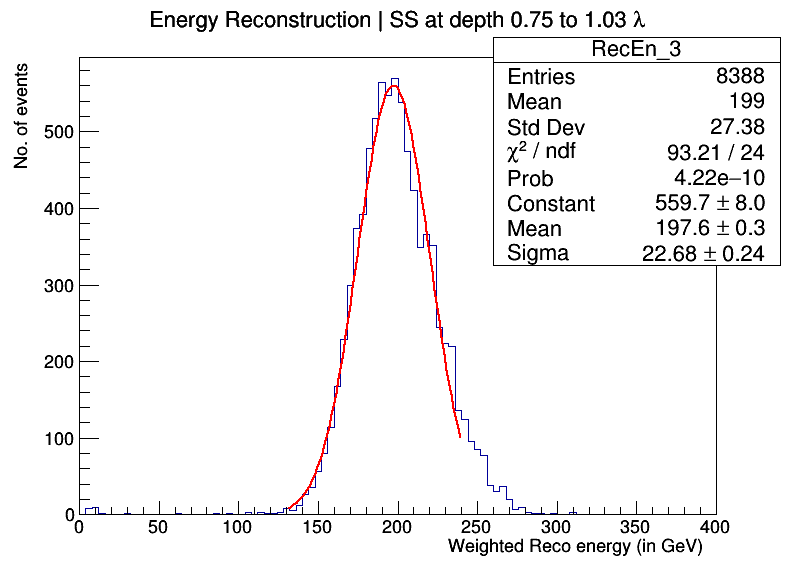 Energy Reconstruction | SS at depth 0.75 to 1.03 λ
RecEn_3
Entries 8388
Mean 199
Std Dev 27.38
χ² / ndf 93.21 / 24
Prob 4.22e−10
Constant 559.7 ± 8.0
Mean 197.6 ± 0.3
Sigma 22.68 ± 0.24
No. of events
500
400
300
200
100
0
0 50 100 150 200 250 300 350 400
Weighted Reco energy (in GeV)